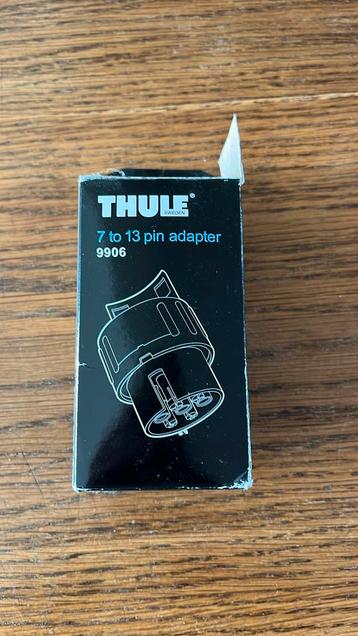 THULE®
SWEDEN
7 to 13 pin adapter
9906